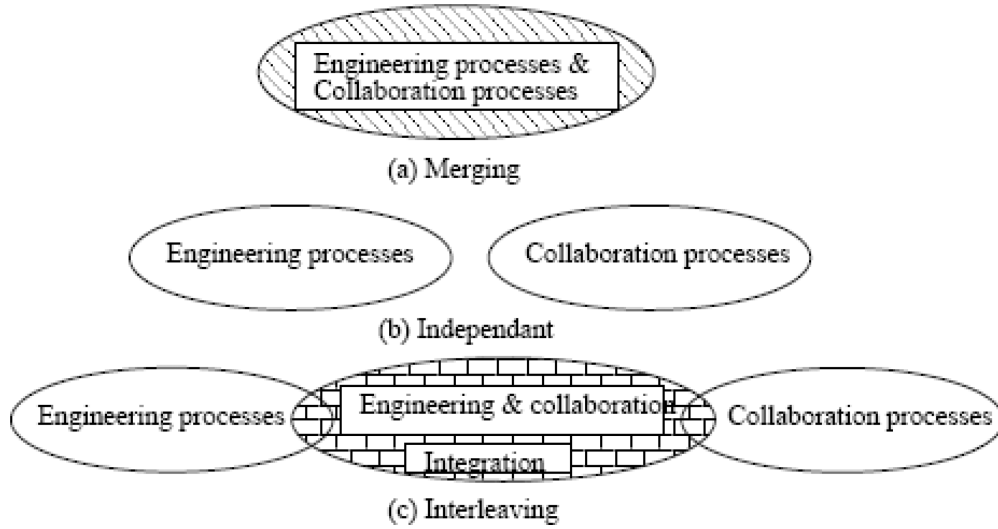 Engineering processes &
Collaboration processes
(a) Merging
Engineering processes
Collaboration processes
(b) Independant
Engineering processes
Engineering & collaboration
Collaboration processes
Integration
(c) Interleaving